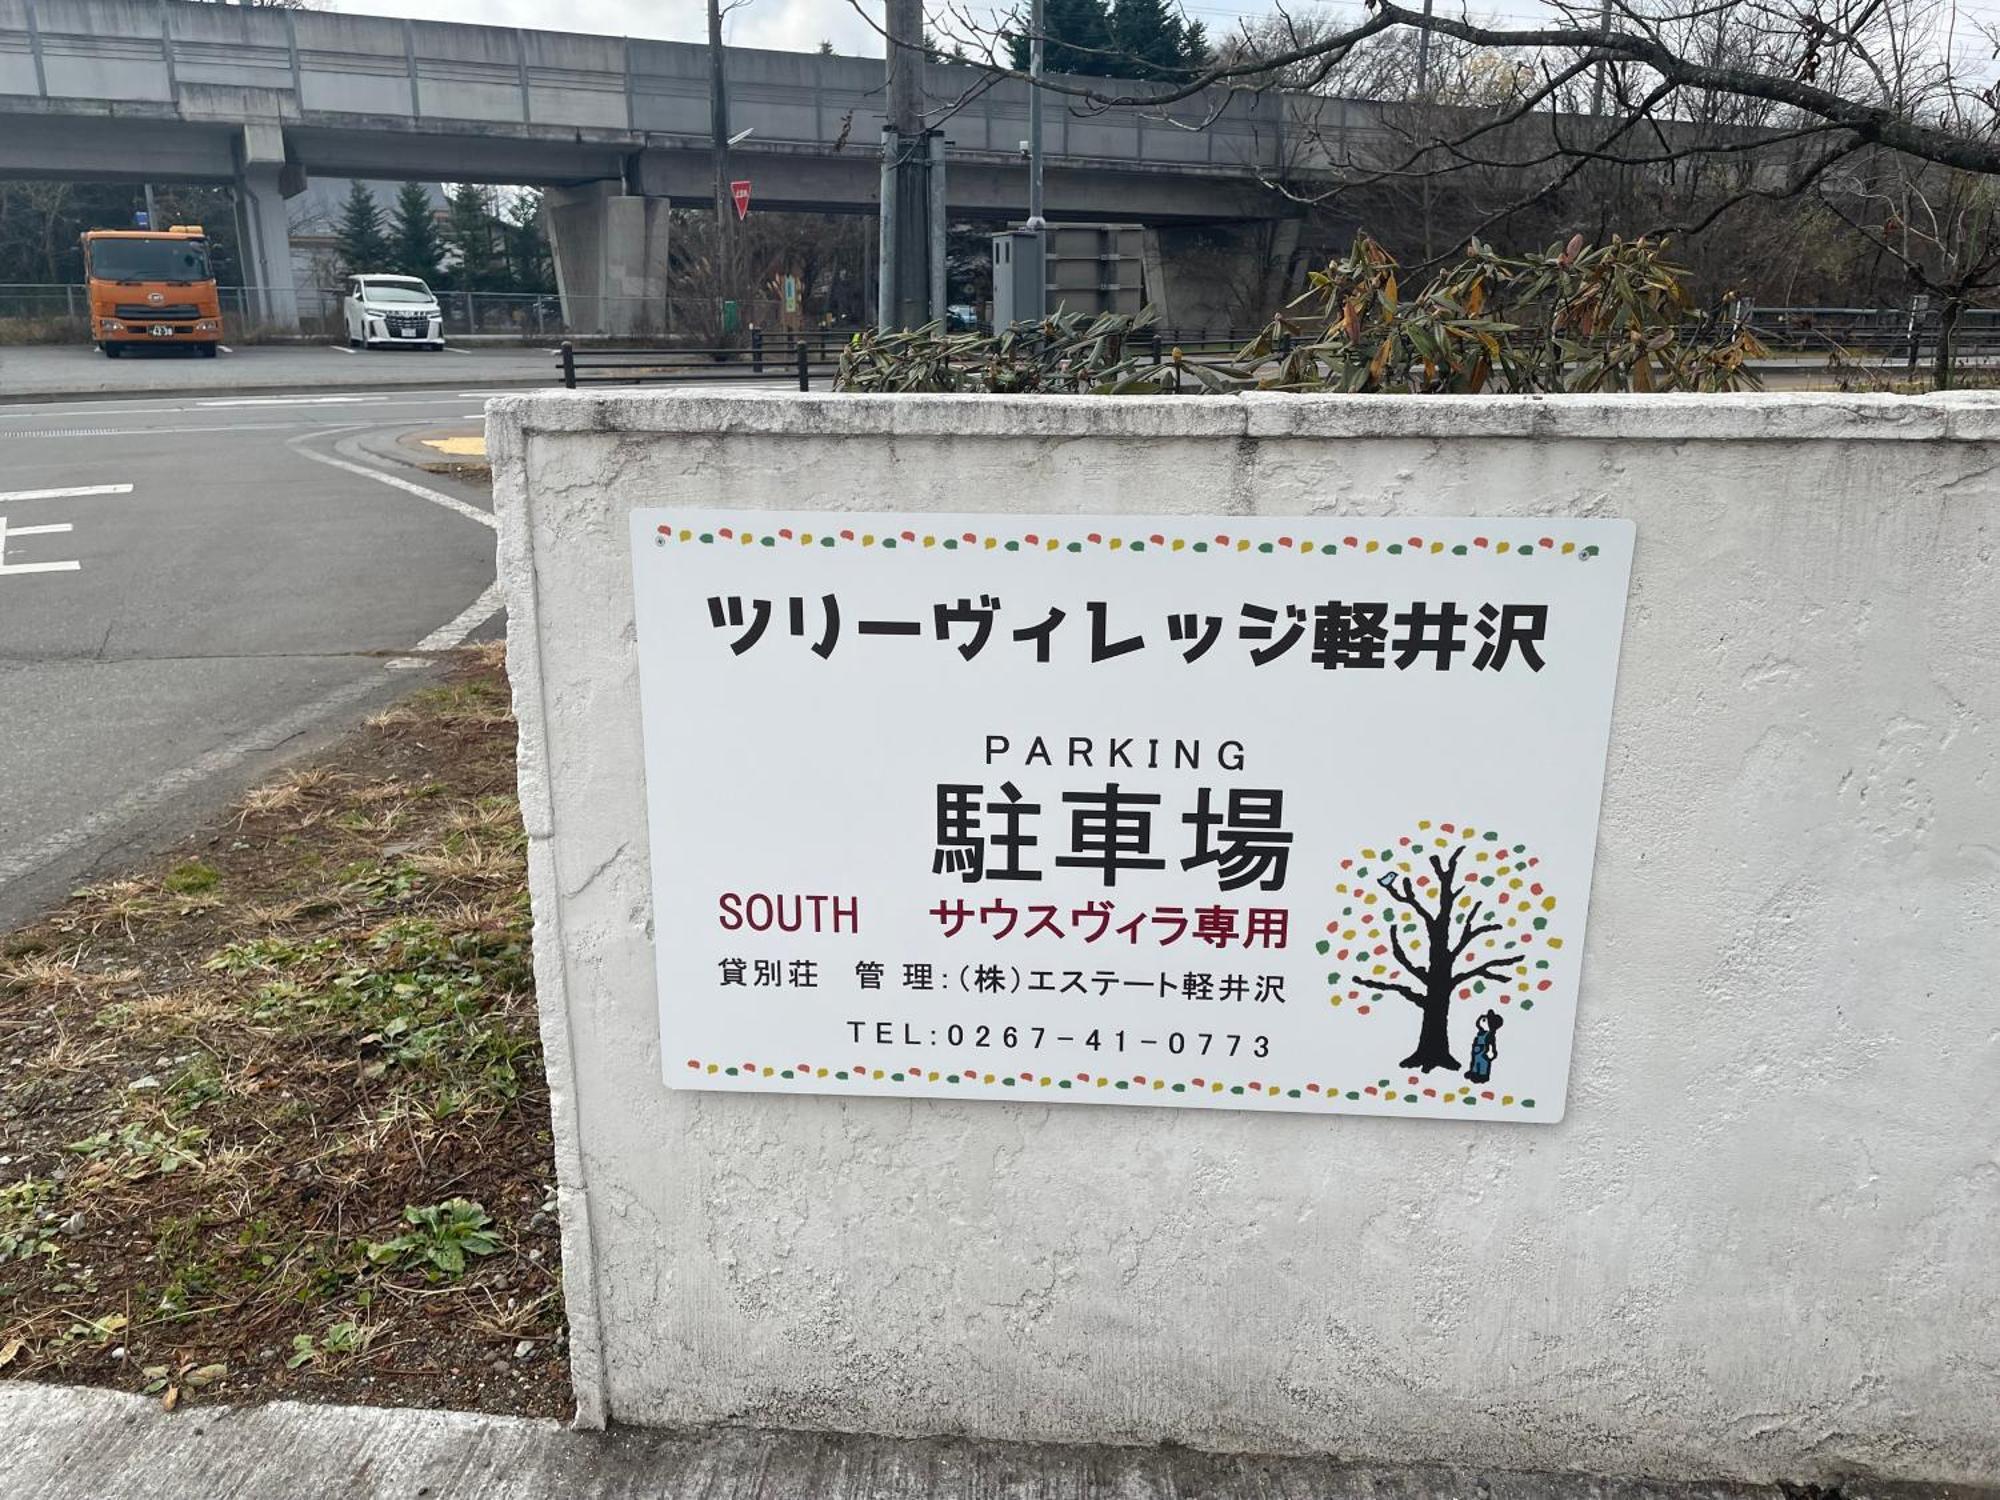 ツリーヴィレッジ軽井沢
PARKING
駐車場
SOUTH サウスヴィラ専用
貸別荘 管理:(株)エステート軽井沢
TEL:0267-41-0773